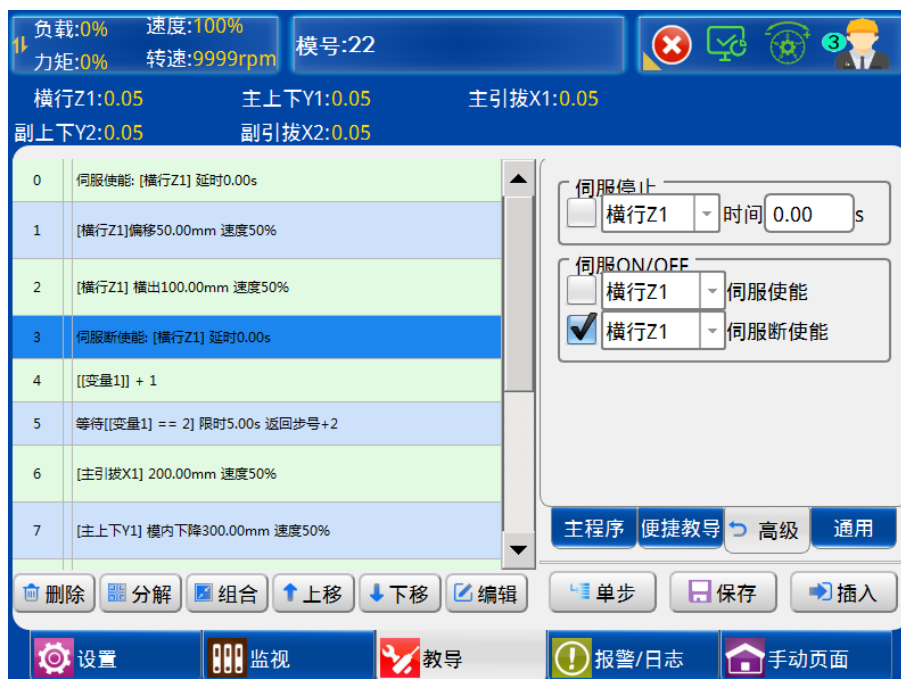 负载:0% 速度:100%
力矩:0% 转速:9999rpm
模号:22
3
横行Z1:0.05 主上下Y1:0.05 主引拔X1:0.05
副上下Y2:0.05 副引拔X2:0.05
0 伺服使能: [横行Z1] 延时0.00s
1 [横行Z1]偏移50.00mm 速度50%
2 [横行Z1] 横出100.00mm 速度50%
3 伺服断使能: [横行Z1] 延时0.00s
4 [[变量1]] + 1
5 等待[[变量1] == 2] 限时5.00s 返回步号+2
6 [主引拔X1] 200.00mm 速度50%
7 [主上下Y1] 模内下降300.00mm 速度50%
伺服停止
横行Z1 时间 0.00 s
伺服ON/OFF
横行Z1 伺服使能
横行Z1 伺服断使能
主程序 便捷教导 高级 通用
删除 分解 组合 上移 下移 编辑 单步 保存 插入
设置 监视 教导 报警/日志 手动页面